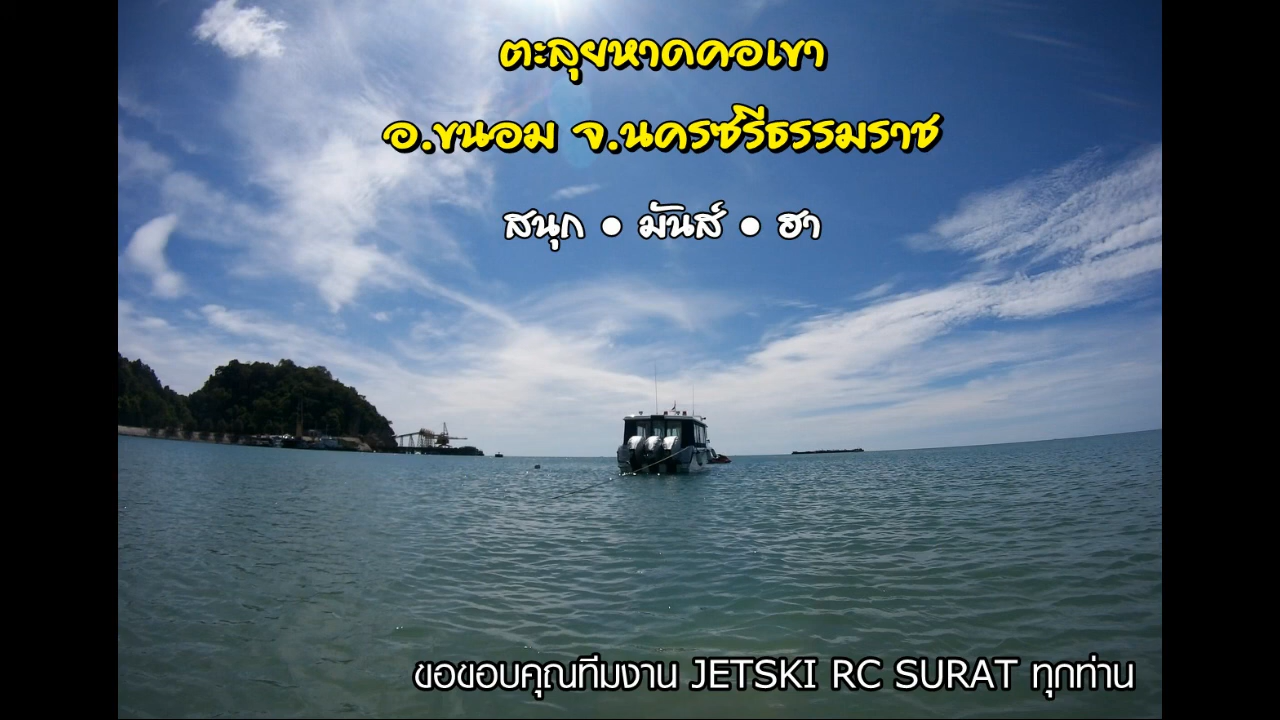 ตะลุยหาดคอเขา
อ.ขนอม จ.นครซรีธรรมราช
สนุก • มันส์ • ฮา
ขอขอบคุณทีมงาน JETSKI RC SURAT ทุกท่าน